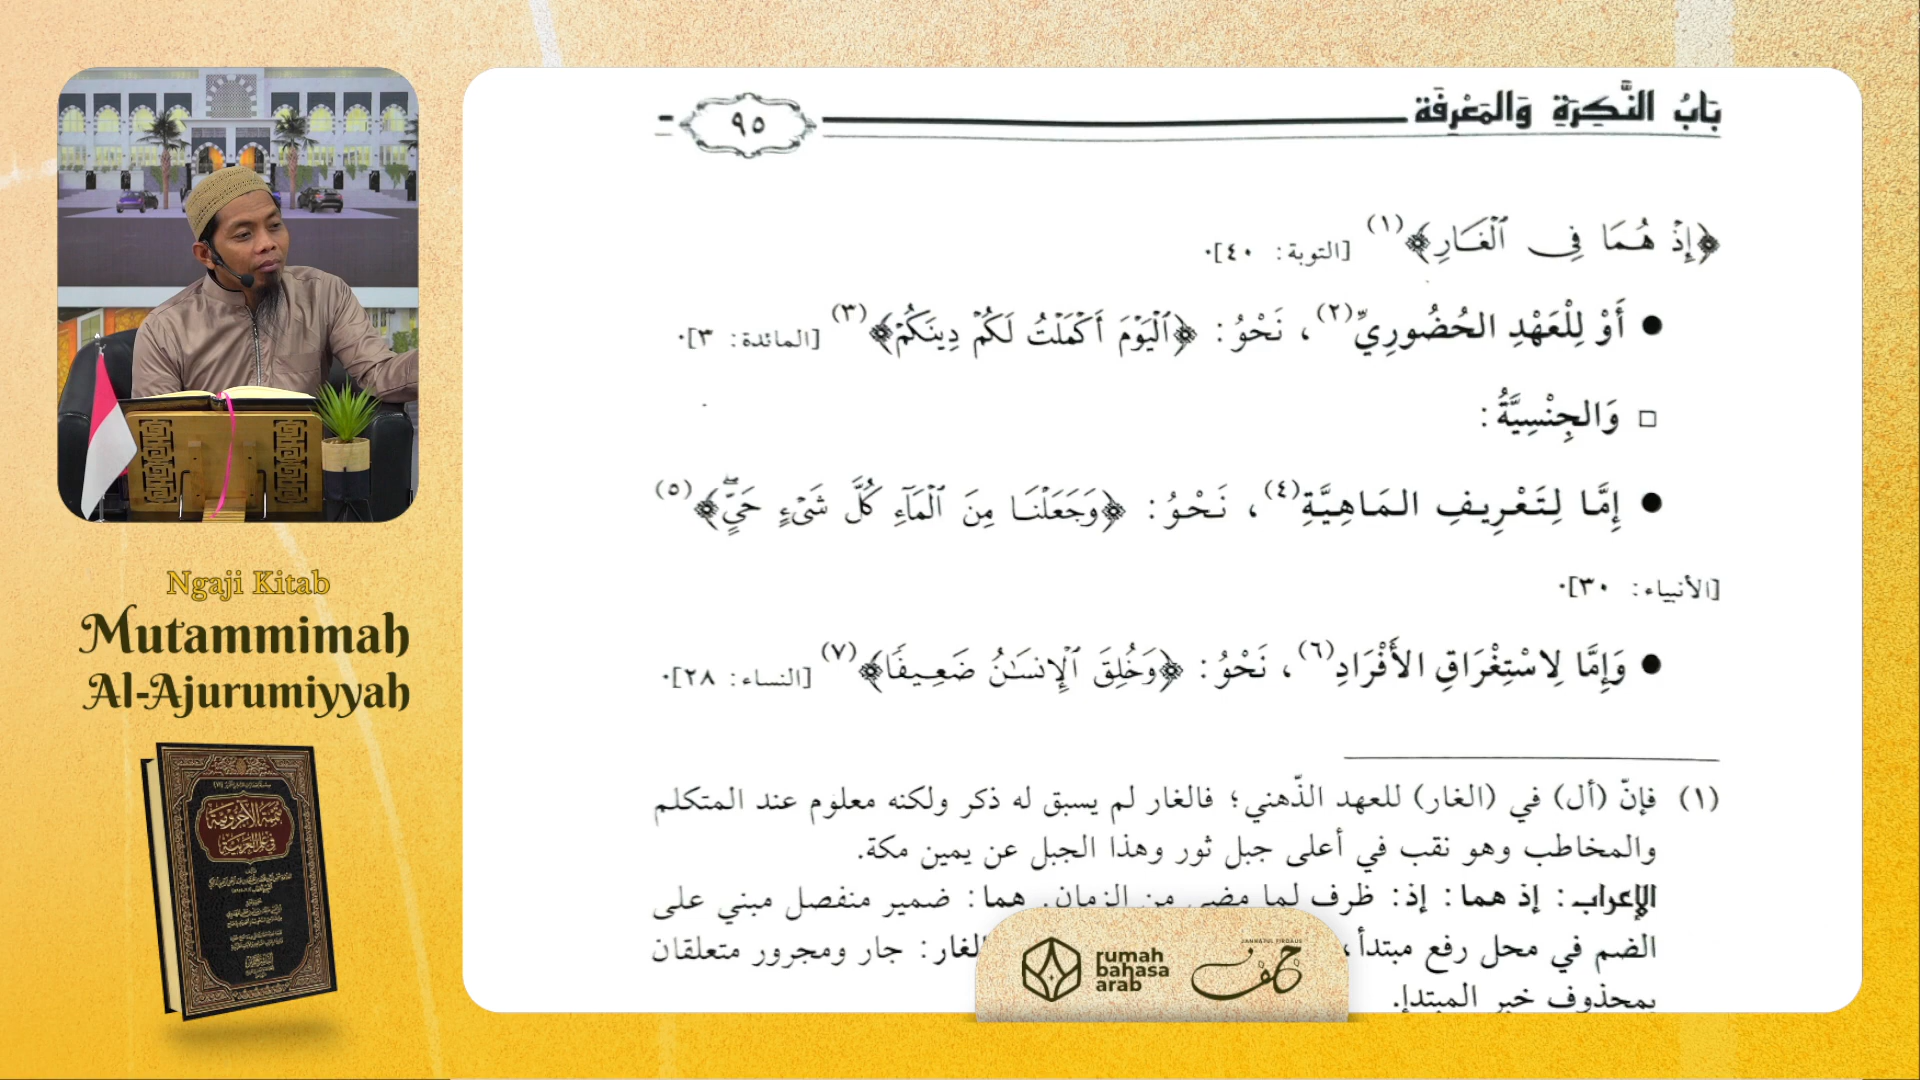 Ngaji Kitab
Mutammimah
Al-Ajurumiyyah
بَابُ النَّكِرَةِ وَالمَعْرِفَة
٩٥
﴿إِذْ هُمَا فِى ٱلْغَارِ﴾(١) [التوبة: ٤٠].
● أَوْ لِلْعَهْدِ الحُضُورِيِّ(٢)، نَحْوُ: ﴿ٱلْيَوْمَ أَكْمَلْتُ لَكُمْ دِينَكُمْ﴾(٣) [المائدة: ٣].
□ وَالجِنْسِيَّةُ:
● إِمَّا لِتَعْرِيفِ المَاهِيَّةِ(٤)، نَحْوُ: ﴿وَجَعَلْنَا مِنَ ٱلْمَآءِ كُلَّ شَىْءٍ حَيٍّۖ﴾(٥)
[الأنبياء: ٣٠].
● وَإِمَّا لِاسْتِغْرَاقِ الأَفْرَادِ(٦)، نَحْوُ: ﴿وَخُلِقَ ٱلْإِنسَـٰنُ ضَعِيفًا﴾(٧) [النساء: ٢٨].
(١) فإنّ (أل) في (الغار) للعهد الذّهني؛ فالغار لم يسبق له ذكر ولكنه معلوم عند المتكلم
والمخاطب وهو نقب في أعلى جبل ثور وهذا الجبل عن يمين مكة.
الإعراب: إذ هما: إذ: ظرف لما مضى من الزمان. هما: ضمير منفصل مبني على
الضم في محل رفع مبتدأ، لغار: جار ومجرور متعلقان
بمحذوف خبر المبتدإ.
rumah
bahasa
arab